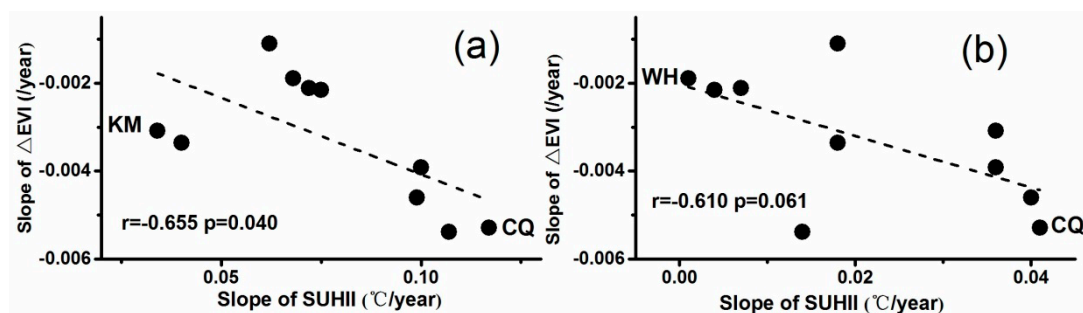 (a)
Slope of △EVI (/year)
-0.002
-0.004
-0.006
KM
CQ
r=-0.655 p=0.040
0.05
0.10
Slope of SUHII (℃/year)
(b)
Slope of △EVI (/year)
-0.002
-0.004
-0.006
WH
CQ
r=-0.610 p=0.061
0.00
0.02
0.04
Slope of SUHII (℃/year)